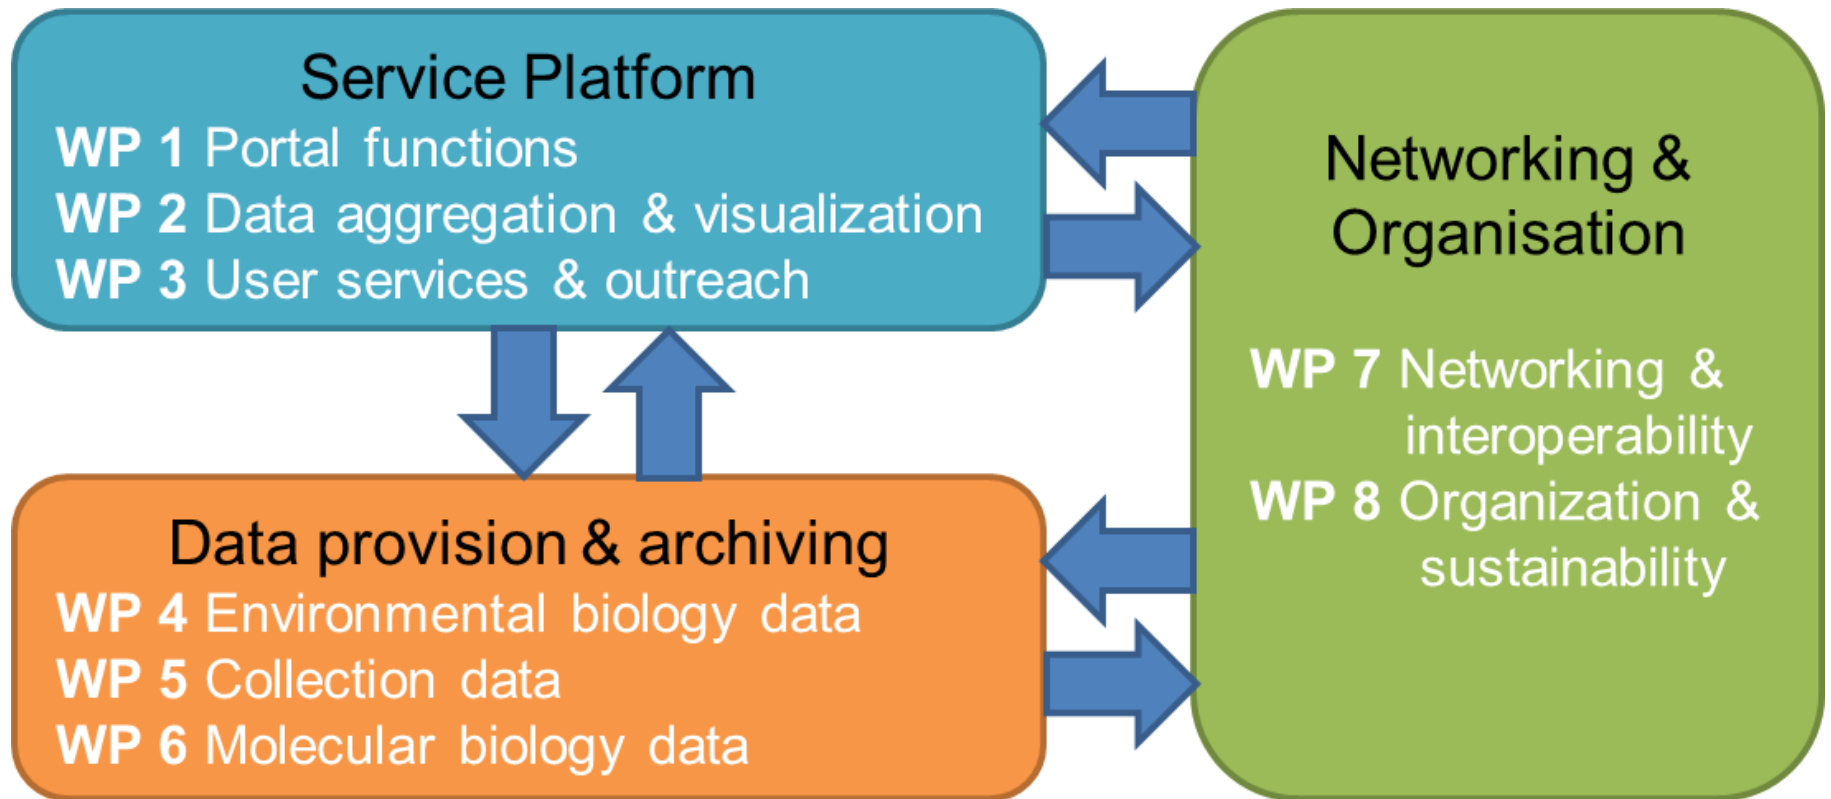 Service Platform
WP 1 Portal functions
WP 2 Data aggregation & visualization
WP 3 User services & outreach
Data provision & archiving
WP 4 Environmental biology data
WP 5 Collection data
WP 6 Molecular biology data
Networking &
Organisation
WP 7 Networking &
interoperability
WP 8 Organization &
sustainability